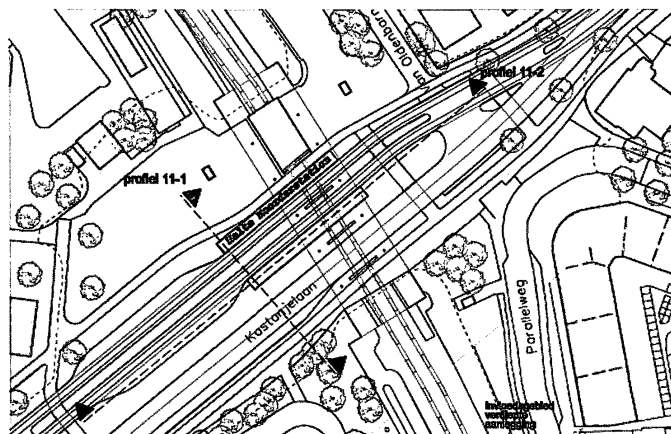 profiel 11-2
profiel 11-1
Kastanjelaan
Parallelweg
Invloedsgebied
verdiepte
aanlegging